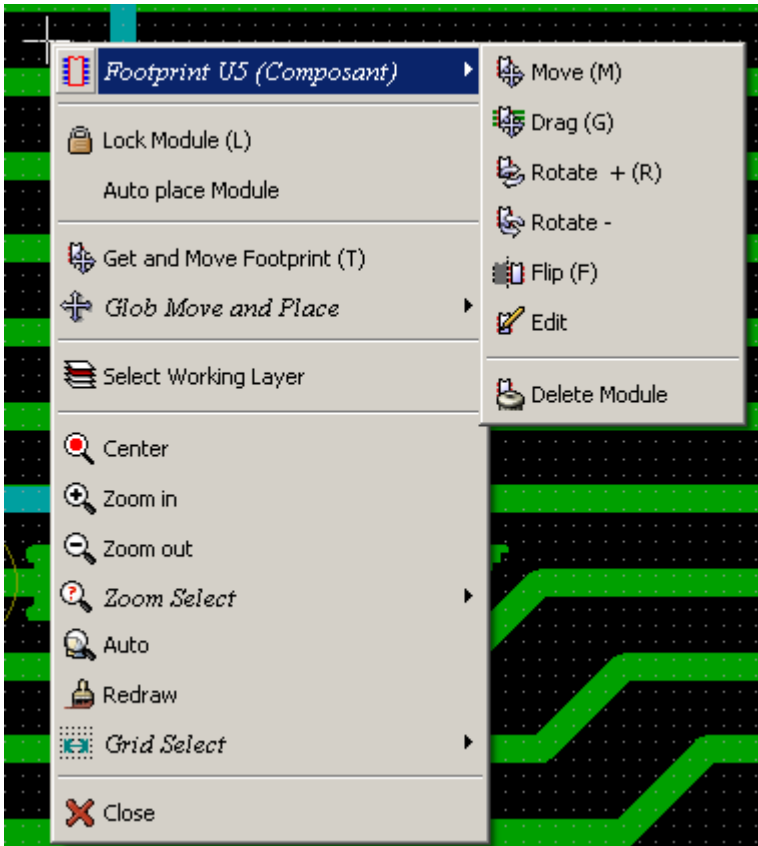 Footprint U5 (Composant)
Lock Module (L)
Auto place Module
Get and Move Footprint (T)
Glob Move and Place
Select Working Layer
Center
Zoom in
Zoom out
Zoom Select
Auto
Redraw
Grid Select
Close
Move (M)
Drag (G)
Rotate + (R)
Rotate -
Flip (F)
Edit
Delete Module